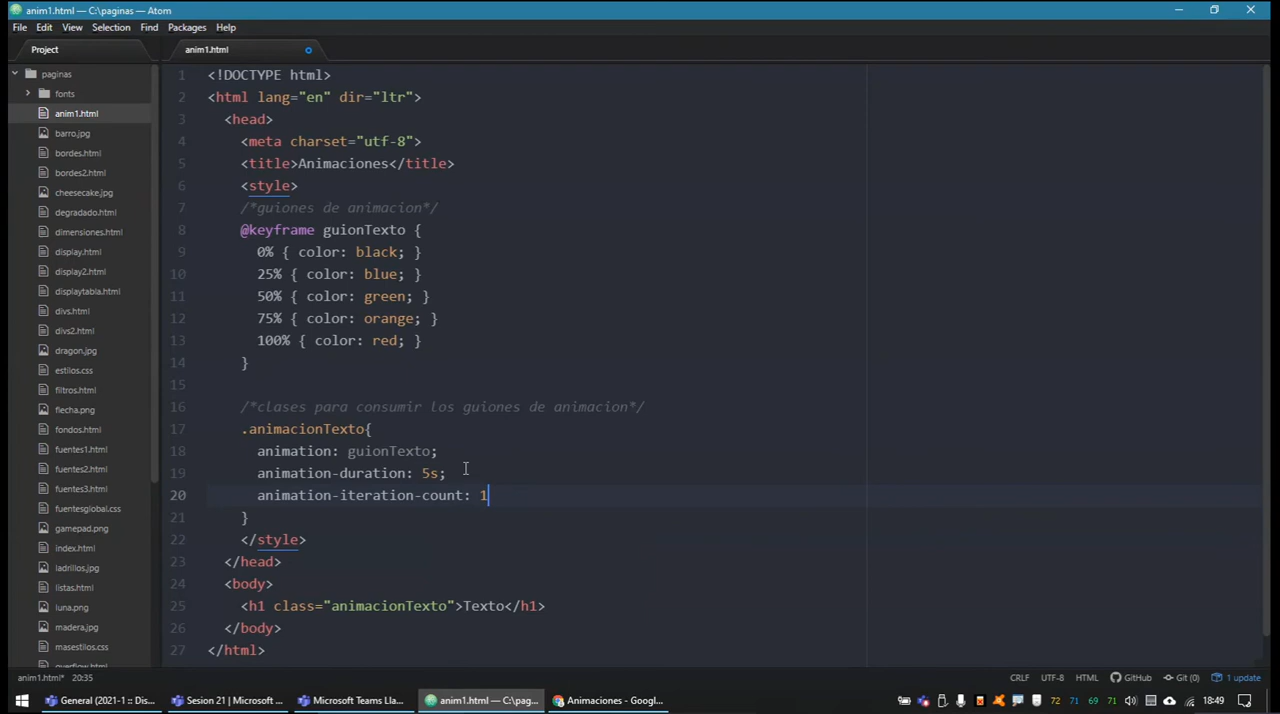 anim1.html — C:\paginas — Atom
File Edit View Selection Find Packages Help
Project
anim1.html
paginas
fonts
anim1.html
barro.jpg
bordes.html
bordes2.html
cheesecake.jpg
degradado.html
dimensiones.html
display.html
display2.html
displaytabla.html
divs.html
divs2.html
dragon.jpg
estilos.css
filtros.html
flecha.png
fondos.html
fuentes1.html
fuentes2.html
fuentes3.html
fuentesglobal.css
gamepad.png
index.html
ladrillos.jpg
listas.html
luna.png
madera.jpg
masestilos.css
overflow.html
1 <!DOCTYPE html>
2 <html lang="en" dir="ltr">
3 <head>
4 <meta charset="utf-8">
5 <title>Animaciones</title>
6 <style>
7 /*guiones de animacion*/
8 @keyframe guionTexto {
9 0% { color: black; }
10 25% { color: blue; }
11 50% { color: green; }
12 75% { color: orange; }
13 100% { color: red; }
14 }
15
16 /*clases para consumir los guiones de animacion*/
17 .animacionTexto{
18 animation: guionTexto;
19 animation-duration: 5s;
20 animation-iteration-count: 1
21 }
22 </style>
23 </head>
24 <body>
25 <h1 class="animacionTexto">Texto</h1>
26 </body>
27 </html>
anim1.html* 20:35 CRLF UTF-8 HTML GitHub Git (0) 1 update
General (2021-1 :: Dis... Sesion 21 | Microsoft ... Microsoft Teams Lla... anim1.html — C:\pag... Animaciones - Googl... 72 71 69 71 18:49